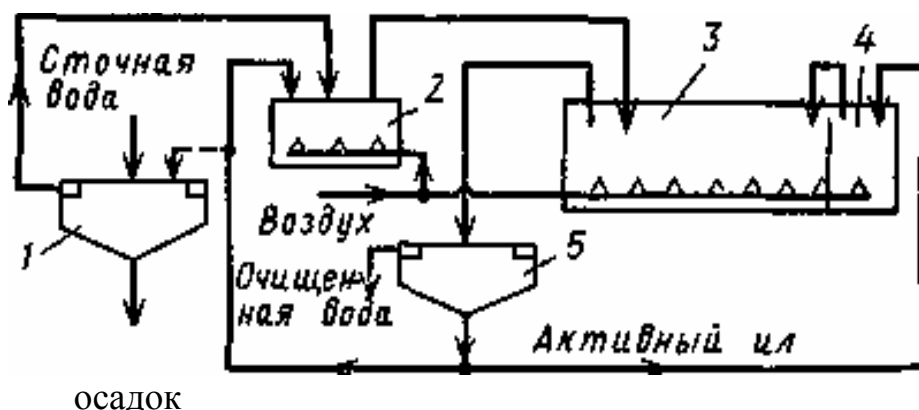 Сточная
вода
1
2
3
4
Воздух
5
Очищен-
ная вода
Активный ил
осадок